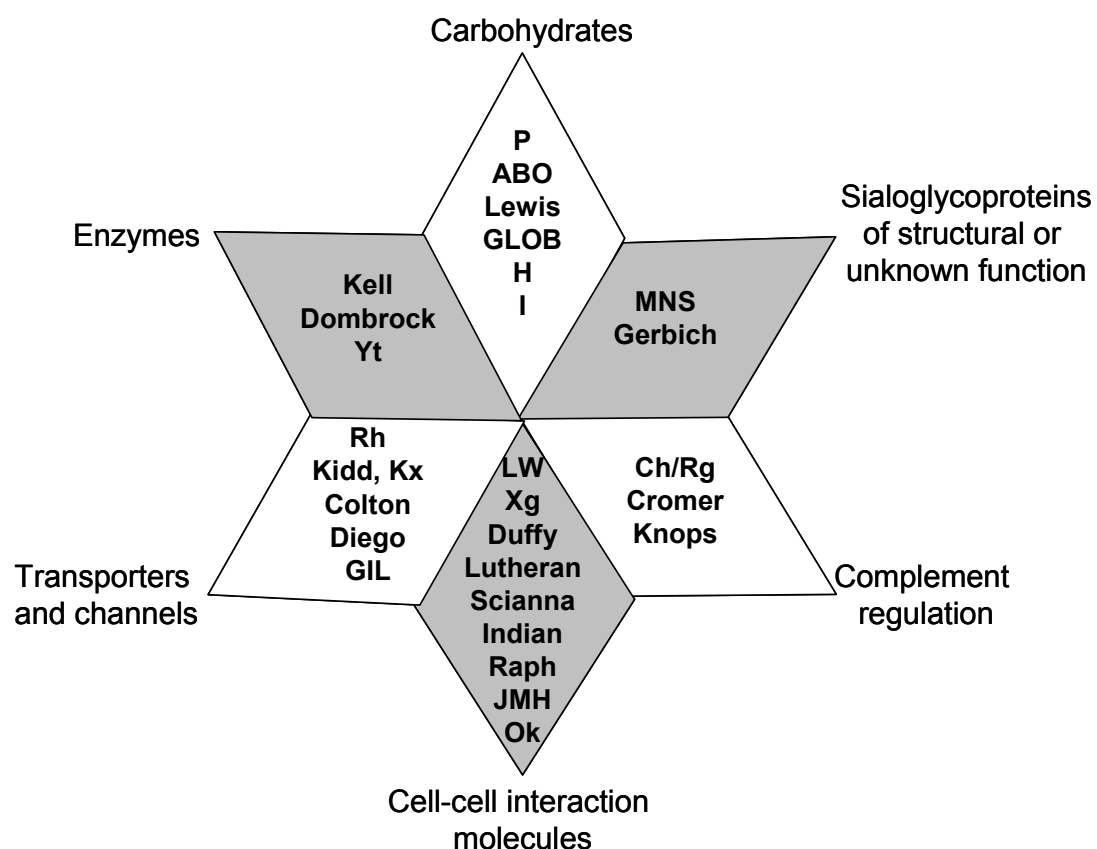 Carbohydrates
P
ABO
Lewis
GLOB
H
I
Sialoglycoproteins
of structural or
unknown function
MNS
Gerbich
Enzymes
Kell
Dombrock
Yt
Rh
Kidd, Kx
Colton
Diego
GIL
Transporters
and channels
LW
Xg
Duffy
Lutheran
Scianna
Indian
Raph
JMH
Ok
Ch/Rg
Cromer
Knops
Complement
regulation
Cell-cell interaction
molecules